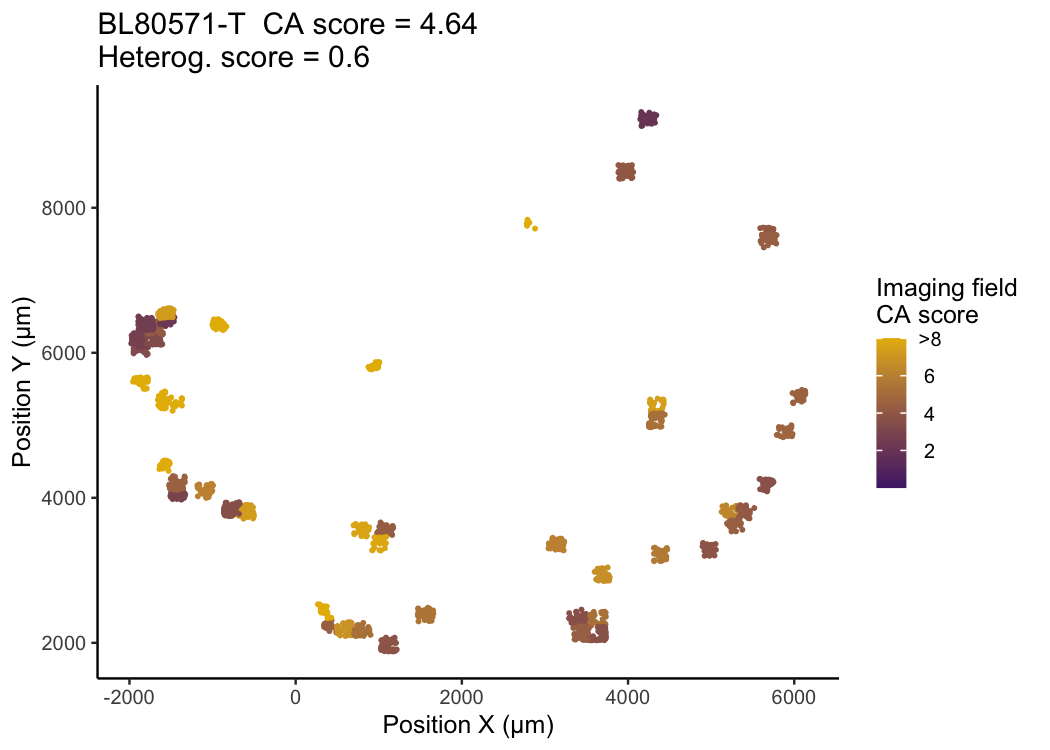 BL80571-T  CA score = 4.64
Heterog. score = 0.6
8000
6000
4000
2000
Position Y (µm)
-2000
0
2000
4000
6000
Position X (µm)
Imaging field
CA score
>8
6
4
2